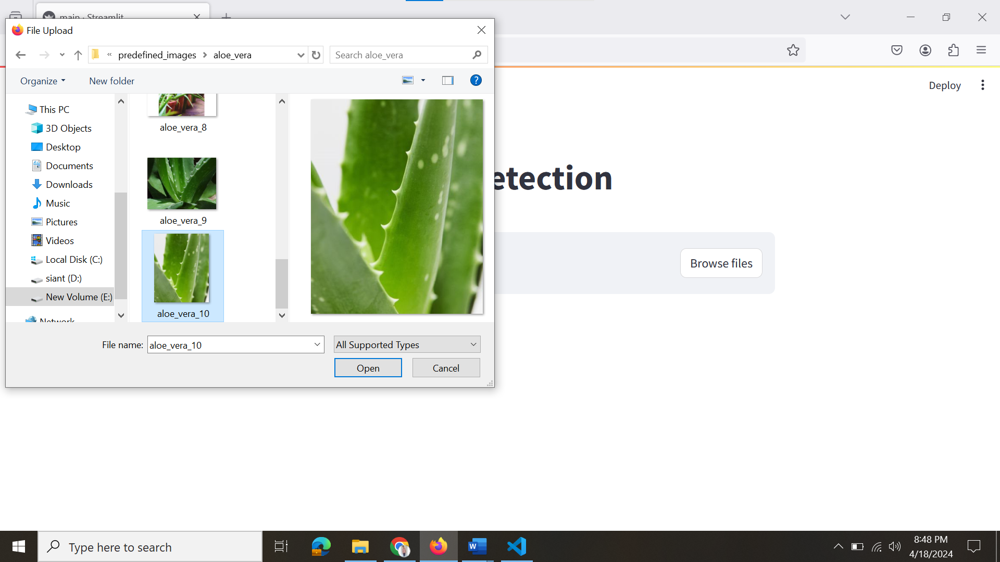 main · Streamlit
File Upload
predefined_images
aloe_vera
Search aloe_vera
Organize
New folder
Deploy
This PC
3D Objects
Desktop
Documents
Downloads
Music
Pictures
Videos
Local Disk (C:)
siant (D:)
New Volume (E:)
Network
aloe_vera_8
aloe_vera_9
aloe_vera_10
etection
Browse files
File name:
aloe_vera_10
All Supported Types
Open
Cancel
Type here to search
8:48 PM
4/18/2024